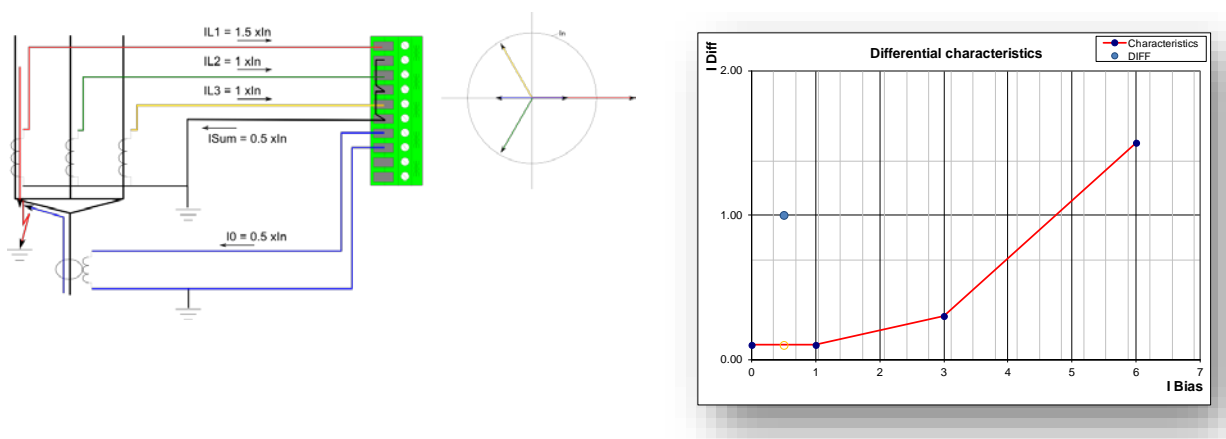 IL1 = 1.5 xIn
IL2 = 1 xIn
IL3 = 1 xIn
ISum = 0.5 xIn
I0 = 0.5 xIn
In
Differential characteristics
Characteristics
DIFF
I Diff
2.00
1.00
0.00
0 1 2 3 4 5 6 7
I Bias